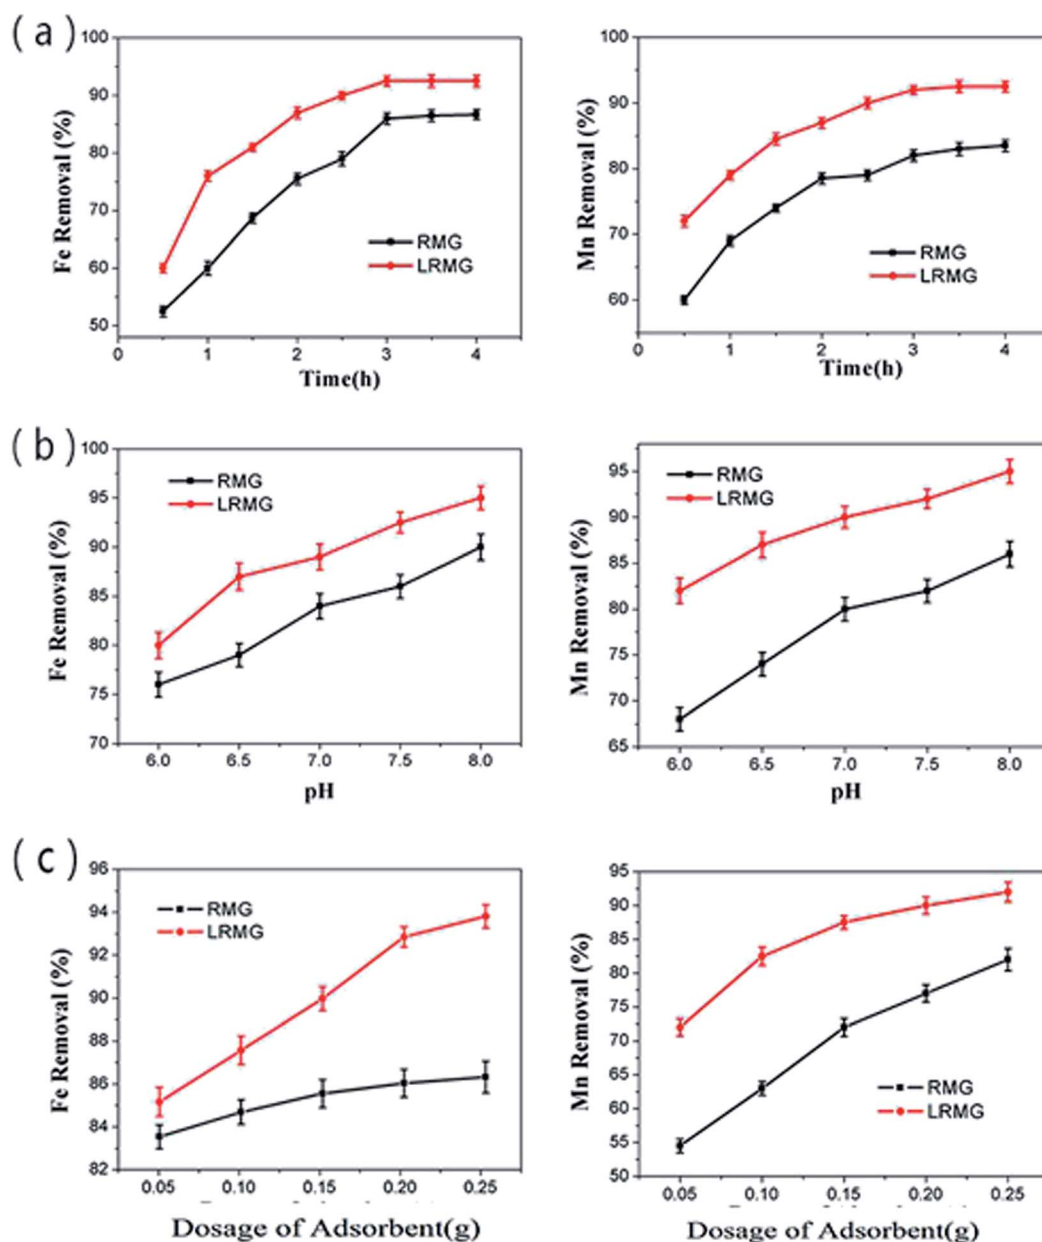 (a)
100
90
80
70
60
50
Fe Removal (%)
RMG
LRMG
0 1 2 3 4
Time(h)
100
90
80
70
60
Mn Removal (%)
RMG
LRMG
0 1 2 3 4
Time(h)
(b)
100
95
90
85
80
75
70
Fe Removal (%)
RMG
LRMG
6.0 6.5 7.0 7.5 8.0
pH
95
90
85
80
75
70
65
Mn Removal (%)
RMG
LRMG
6.0 6.5 7.0 7.5 8.0
pH
(c)
96
94
92
90
88
86
84
82
Fe Removal (%)
RMG
LRMG
0.05 0.10 0.15 0.20 0.25
Dosage of Adsorbent(g)
95
90
85
80
75
70
65
60
55
50
Mn Removal (%)
RMG
LRMG
0.05 0.10 0.15 0.20 0.25
Dosage of Adsorbent(g)